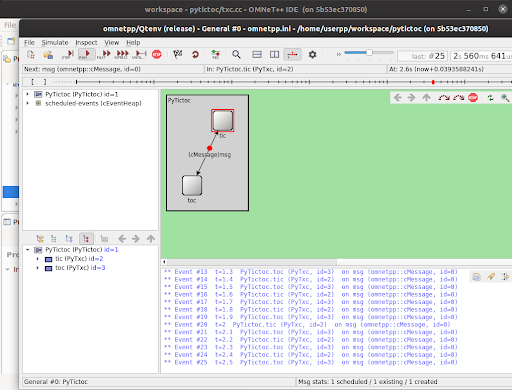 workspace - pytictoc/txc.cc - OMNeT++ IDE (on 5b53ec370850)
omnetpp/Qtenv (release) - General #0 - omnetpp.ini - /home/userpp/workspace/pytictoc (on 5b53ec370850)
File Simulate Inspect Help
STEP RUN FAST EXPRESS UNTIL... STOP
last: #25
2s 560ms 641us
Next: msg (omnetpp::cMessage, id=0)
In: PyTictoc.tic (PyTxc, id=2)
At: 2.6s (now+0.0393588241s)
PyTictoc (PyTictoc) id=1
scheduled-events (cEventHeap)
PyTictoc
tic
(cMessage)msg
toc
PyTictoc (PyTictoc) id=1
tic (PyTxc) id=2
toc (PyTxc) id=3
** Event #13 t=1.3 PyTictoc.toc (PyTxc, id=3) on msg (omnetpp::cMessage, id=0)
** Event #14 t=1.4 PyTictoc.tic (PyTxc, id=2) on msg (omnetpp::cMessage, id=0)
** Event #15 t=1.5 PyTictoc.toc (PyTxc, id=3) on msg (omnetpp::cMessage, id=0)
** Event #16 t=1.6 PyTictoc.tic (PyTxc, id=2) on msg (omnetpp::cMessage, id=0)
** Event #17 t=1.7 PyTictoc.toc (PyTxc, id=3) on msg (omnetpp::cMessage, id=0)
** Event #18 t=1.8 PyTictoc.tic (PyTxc, id=2) on msg (omnetpp::cMessage, id=0)
** Event #19 t=1.9 PyTictoc.toc (PyTxc, id=3) on msg (omnetpp::cMessage, id=0)
** Event #20 t=2 PyTictoc.tic (PyTxc, id=2) on msg (omnetpp::cMessage, id=0)
** Event #21 t=2.1 PyTictoc.toc (PyTxc, id=3) on msg (omnetpp::cMessage, id=0)
** Event #22 t=2.2 PyTictoc.tic (PyTxc, id=2) on msg (omnetpp::cMessage, id=0)
** Event #23 t=2.3 PyTictoc.toc (PyTxc, id=3) on msg (omnetpp::cMessage, id=0)
** Event #24 t=2.4 PyTictoc.tic (PyTxc, id=2) on msg (omnetpp::cMessage, id=0)
** Event #25 t=2.5 PyTictoc.toc (PyTxc, id=3) on msg (omnetpp::cMessage, id=0)
General #0: PyTictoc
Msg stats: 1 scheduled / 1 existing / 1 created